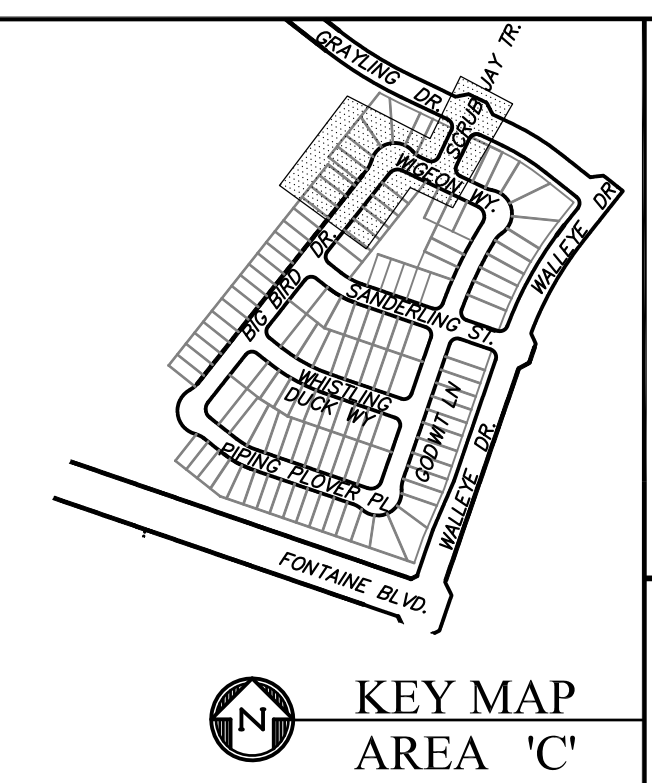 GRAYLING DR.
SCRUB JAY TR.
WIGEON WY.
WALLEYE DR
BIG BIRD DR.
SANDERLING ST.
WHISTLING
DUCK WY
GODWIT LN
PIPING PLOVER PL
WALLEYE DR.
FONTAINE BLVD.
N
KEY MAP
AREA 'C'